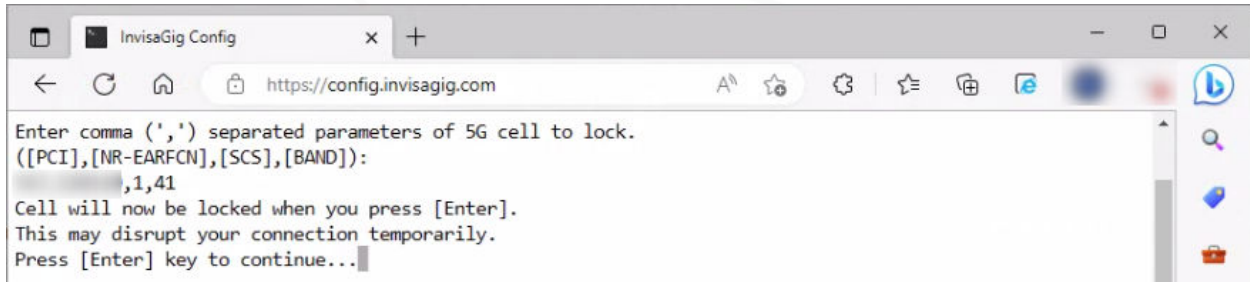 InvisaGig Config
https://config.invisagig.com
Enter comma (',') separated parameters of 5G cell to lock.
([PCI],[NR-EARFCN],[SCS],[BAND]):
,1,41
Cell will now be locked when you press [Enter].
This may disrupt your connection temporarily.
Press [Enter] key to continue...